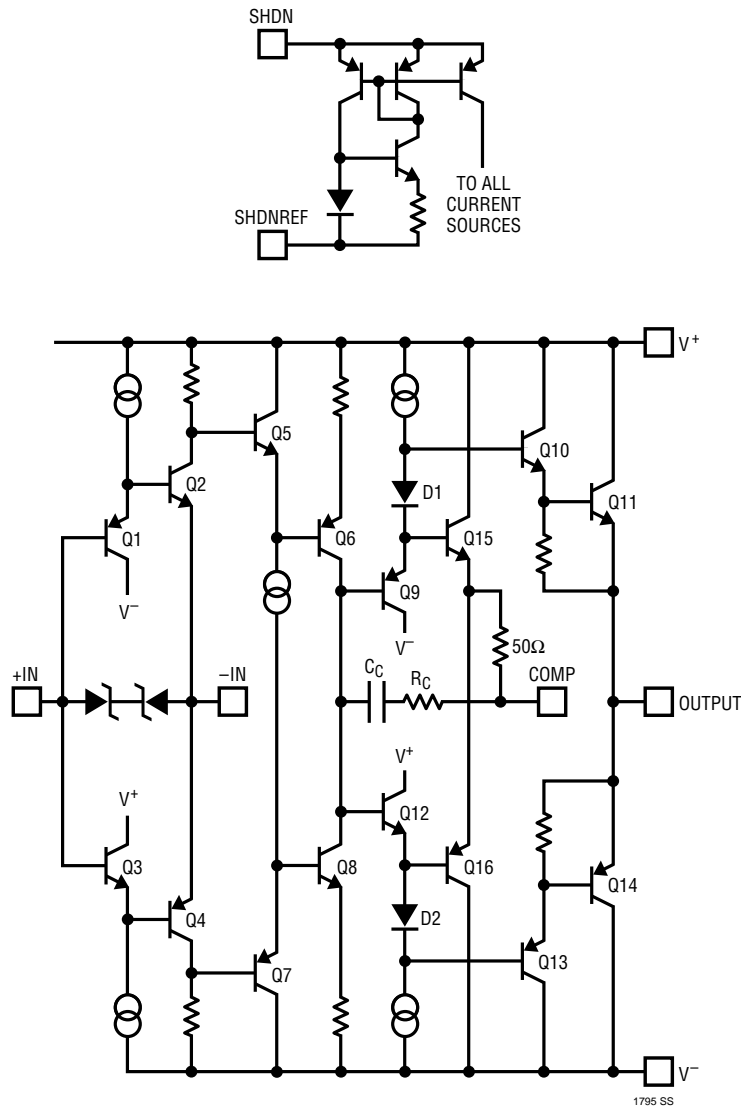 SHDN
TO ALL
CURRENT
SOURCES
SHDNREF
V+
Q5
Q10
Q2
D1
Q11
Q1
Q6
Q15
Q9
V–
V–
50Ω
CC
RC
+IN
–IN
COMP
OUTPUT
V+
V+
Q12
Q3
Q8
Q16
Q14
Q4
D2
Q7
Q13
V–
1795 SS